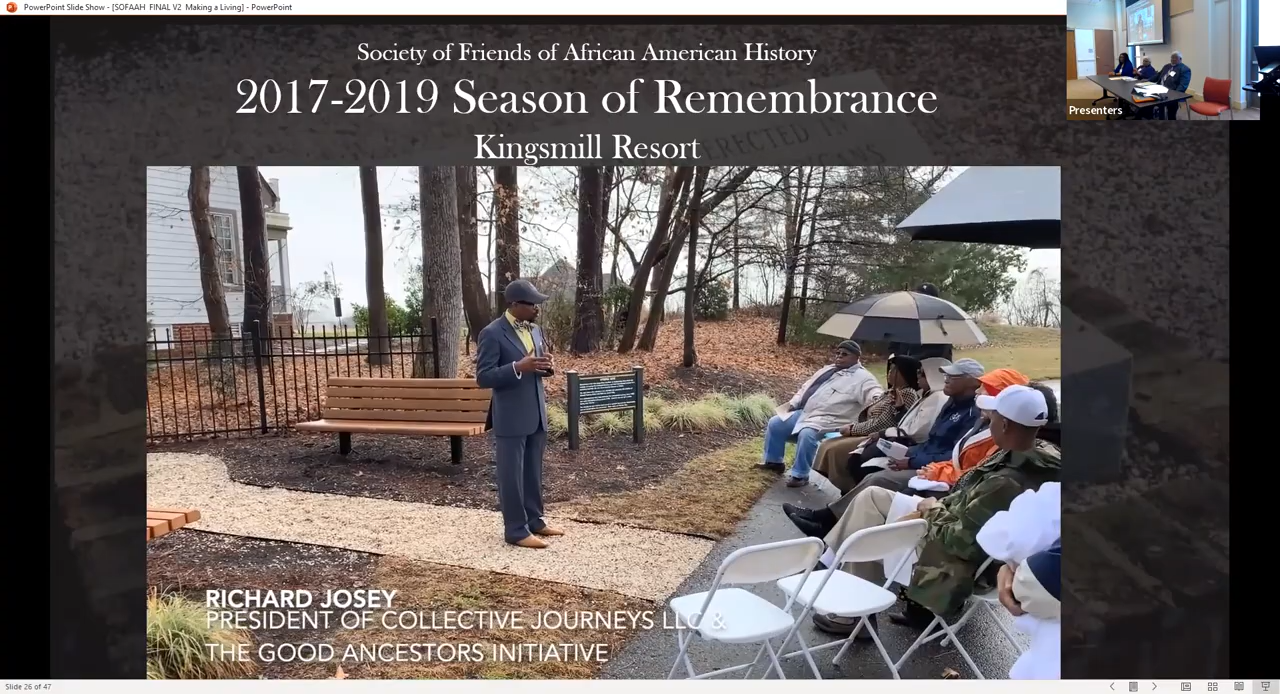 PowerPoint Slide Show - [SOFAAH FINAL V2 Making a Living] - PowerPoint
Presenters
Society of Friends of African American History
2017-2019 Season of Remembrance
Kingsmill Resort
RECTED IN
RICHARD JOSEY
PRESIDENT OF COLLECTIVE JOURNEYS LLC &
THE GOOD ANCESTORS INITIATIVE
Slide 26 of 47